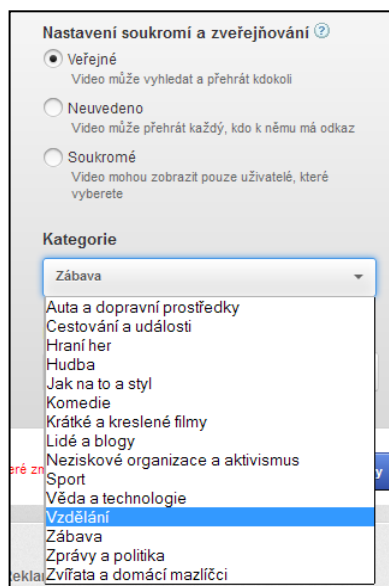 Nastavení soukromí a zveřejňování ?
Veřejné
Video může vyhledat a přehrát kdokoli
Neuvedeno
Video může přehrát každý, kdo k němu má odkaz
Soukromé
Video mohou zobrazit pouze uživatelé, které
vyberete
Kategorie
Zábava
Auta a dopravní prostředky
Cestování a události
Hraní her
Hudba
Jak na to a styl
Komedie
Krátké a kreslené filmy
Lidé a blogy
Neziskové organizace a aktivismus
Sport
Věda a technologie
Vzdělání
Zábava
Zprávy a politika
Zvířata a domácí mazlíčci